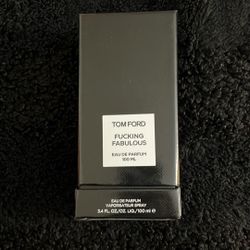 TOM FORD
FUCKING
FABULOUS
EAU DE PARFUM
100 ML
EAU DE PARFUM
VAPORISATEUR SPRAY
3.4 FL. OZ./OZ. LIQ./100 ml ℮